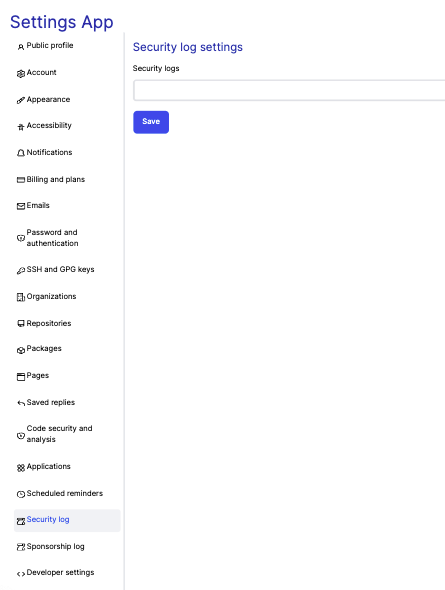 Settings App
Public profile
Account
Appearance
Accessibility
Notifications
Billing and plans
Emails
Password and
authentication
SSH and GPG keys
Organizations
Repositories
Packages
Pages
Saved replies
Code security and
analysis
Applications
Scheduled reminders
Security log
Sponsorship log
Developer settings
Security log settings
Security logs
Save